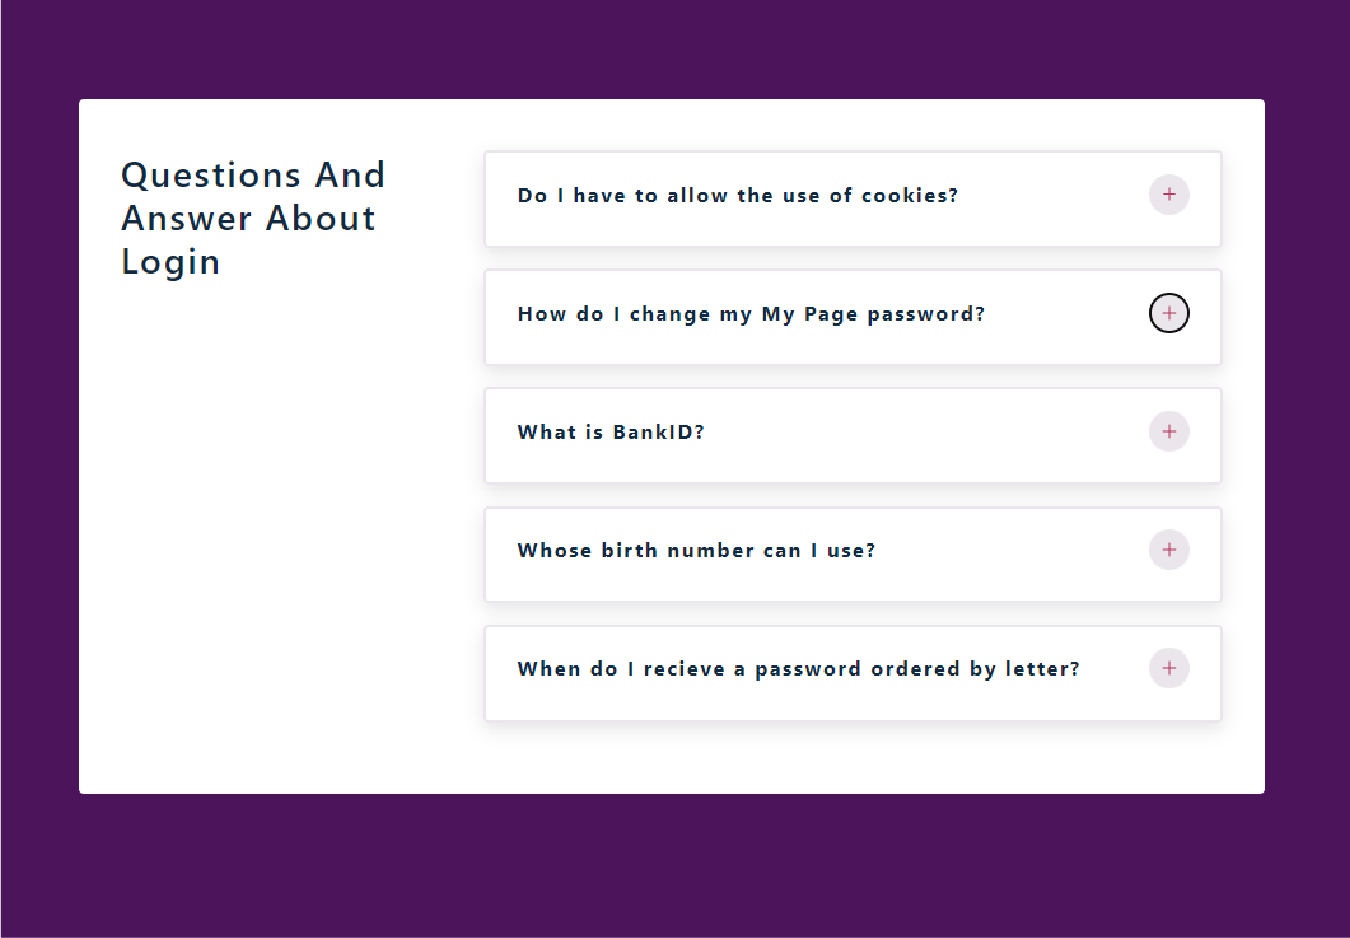 Questions And
Answer About
Login
Do I have to allow the use of cookies?
How do I change my My Page password?
What is BankID?
Whose birth number can I use?
When do I recieve a password ordered by letter?